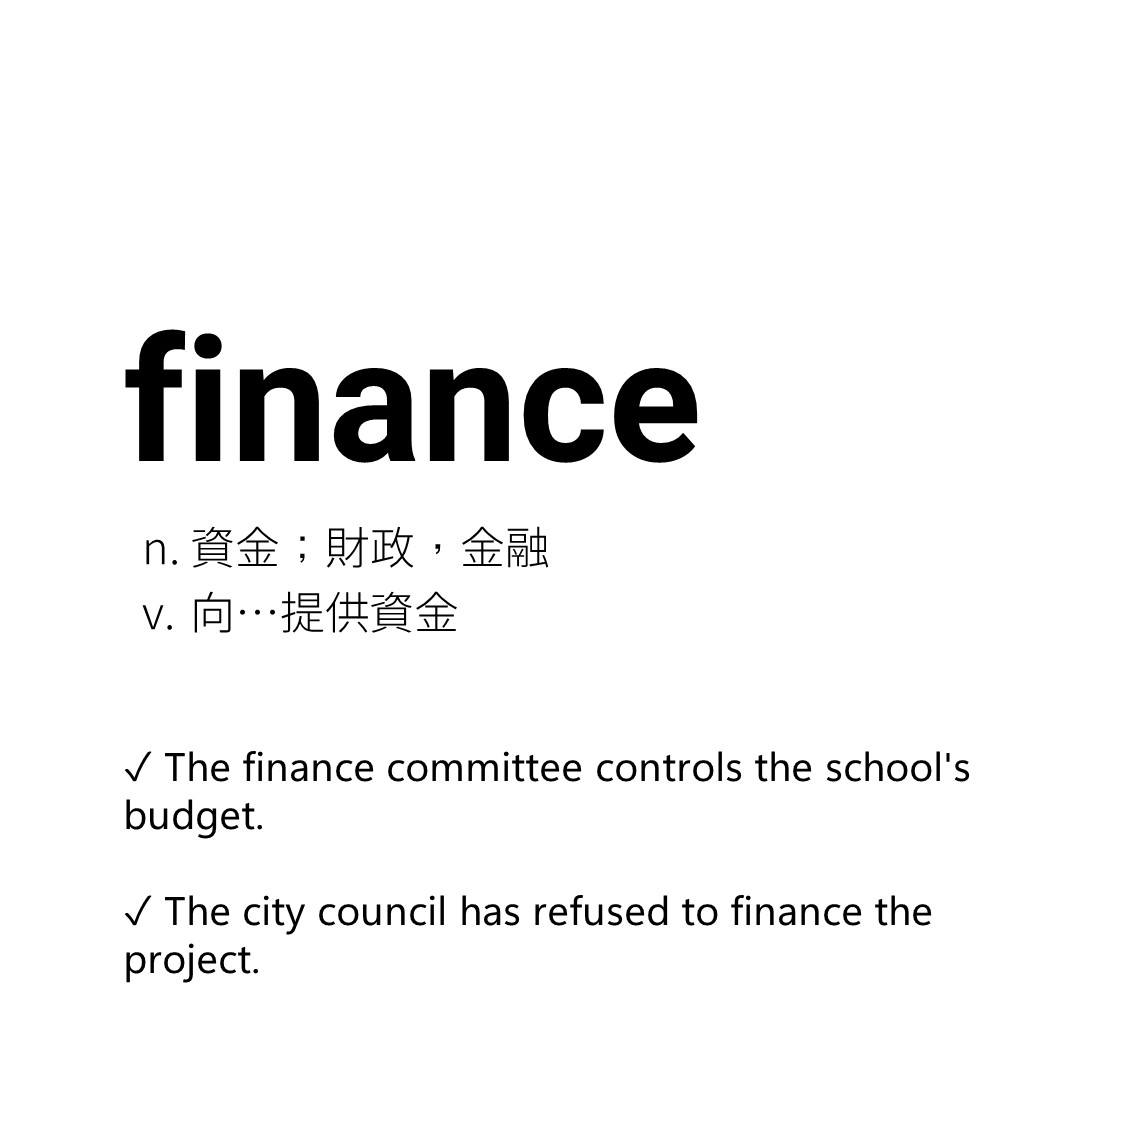 finance
n. 資金；財政，金融
v. 向…提供資金
✓ The finance committee controls the school's
budget.
✓ The city council has refused to finance the
project.